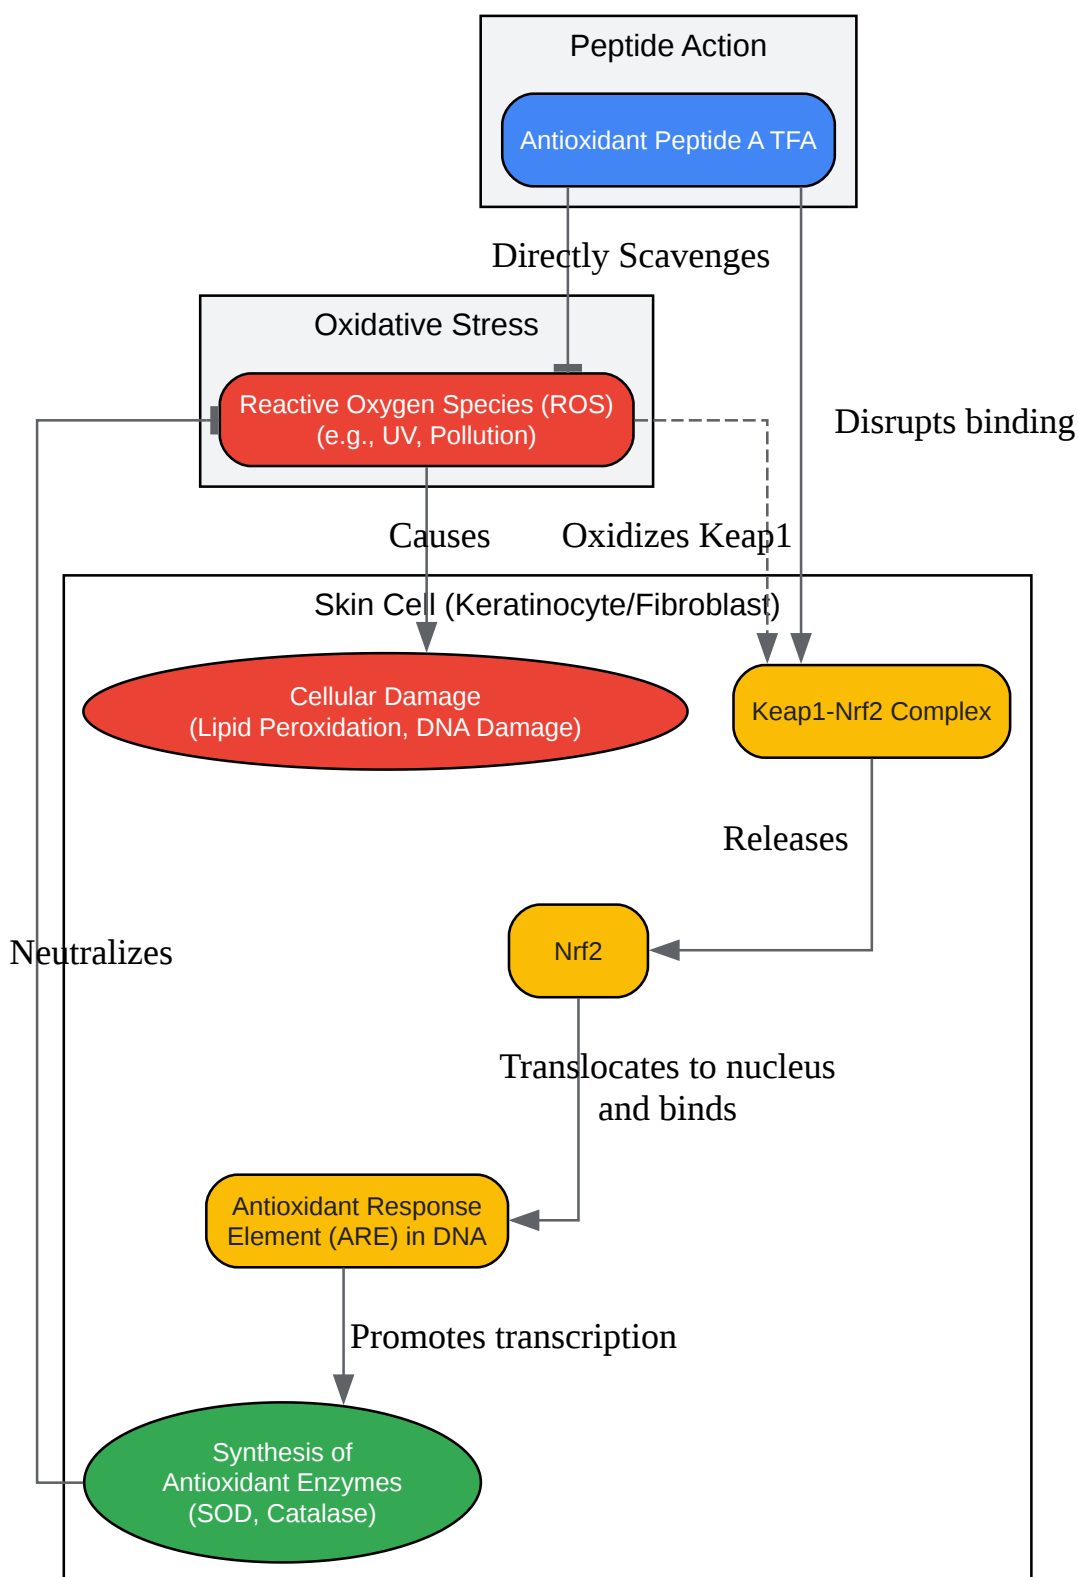 Peptide Action
Antioxidant Peptide A TFA
Directly Scavenges
Oxidative Stress
Reactive Oxygen Species (ROS)
(e.g., UV, Pollution)
Disrupts binding
Causes
Oxidizes Keap1
Skin Cell (Keratinocyte/Fibroblast)
Cellular Damage
(Lipid Peroxidation, DNA Damage)
Keap1-Nrf2 Complex
Releases
Nrf2
Neutralizes
Translocates to nucleus
and binds
Antioxidant Response
Element (ARE) in DNA
Promotes transcription
Synthesis of
Antioxidant Enzymes
(SOD, Catalase)